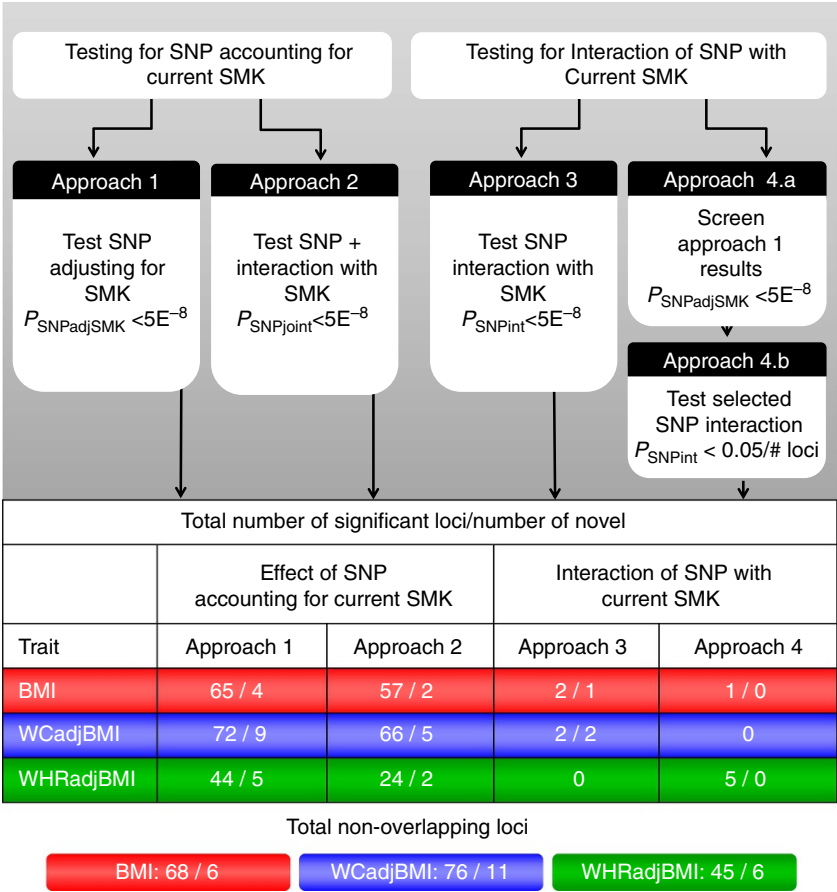 Testing for SNP accounting for
current SMK
Testing for Interaction of SNP with
Current SMK
Approach 1
Test SNP
adjusting for
SMK
P_SNPadjSMK <5E⁻⁸
Approach 2
Test SNP +
interaction with
SMK
P_SNPjoint<5E⁻⁸
Approach 3
Test SNP
interaction with
SMK
P_SNPint<5E⁻⁸
Approach 4.a
Screen
approach 1
results
P_SNPadjSMK <5E⁻⁸
Approach 4.b
Test selected
SNP interaction
P_SNPint < 0.05/# loci
Total number of significant loci/number of novel
Effect of SNP
accounting for current SMK
Interaction of SNP with
current SMK
Trait Approach 1 Approach 2 Approach 3 Approach 4
BMI 65 / 4 57 / 2 2 / 1 1 / 0
WCadjBMI 72 / 9 66 / 5 2 / 2 0
WHRadjBMI 44 / 5 24 / 2 0 5 / 0
Total non-overlapping loci
BMI: 68 / 6 WCadjBMI: 76 / 11 WHRadjBMI: 45 / 6